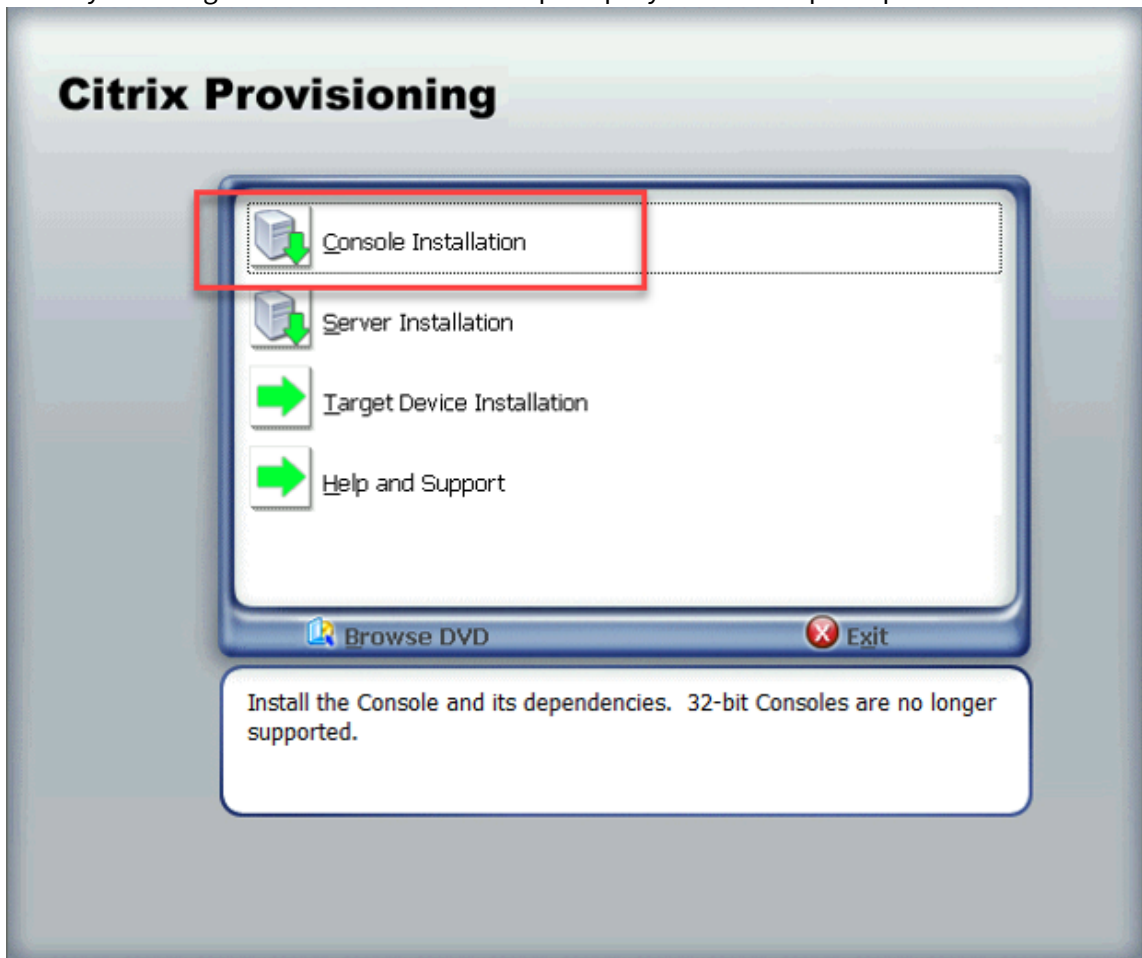 Citrix Provisioning
Console Installation
Server Installation
Target Device Installation
Help and Support
Browse DVD
Exit
Install the Console and its dependencies.  32-bit Consoles are no longer
supported.